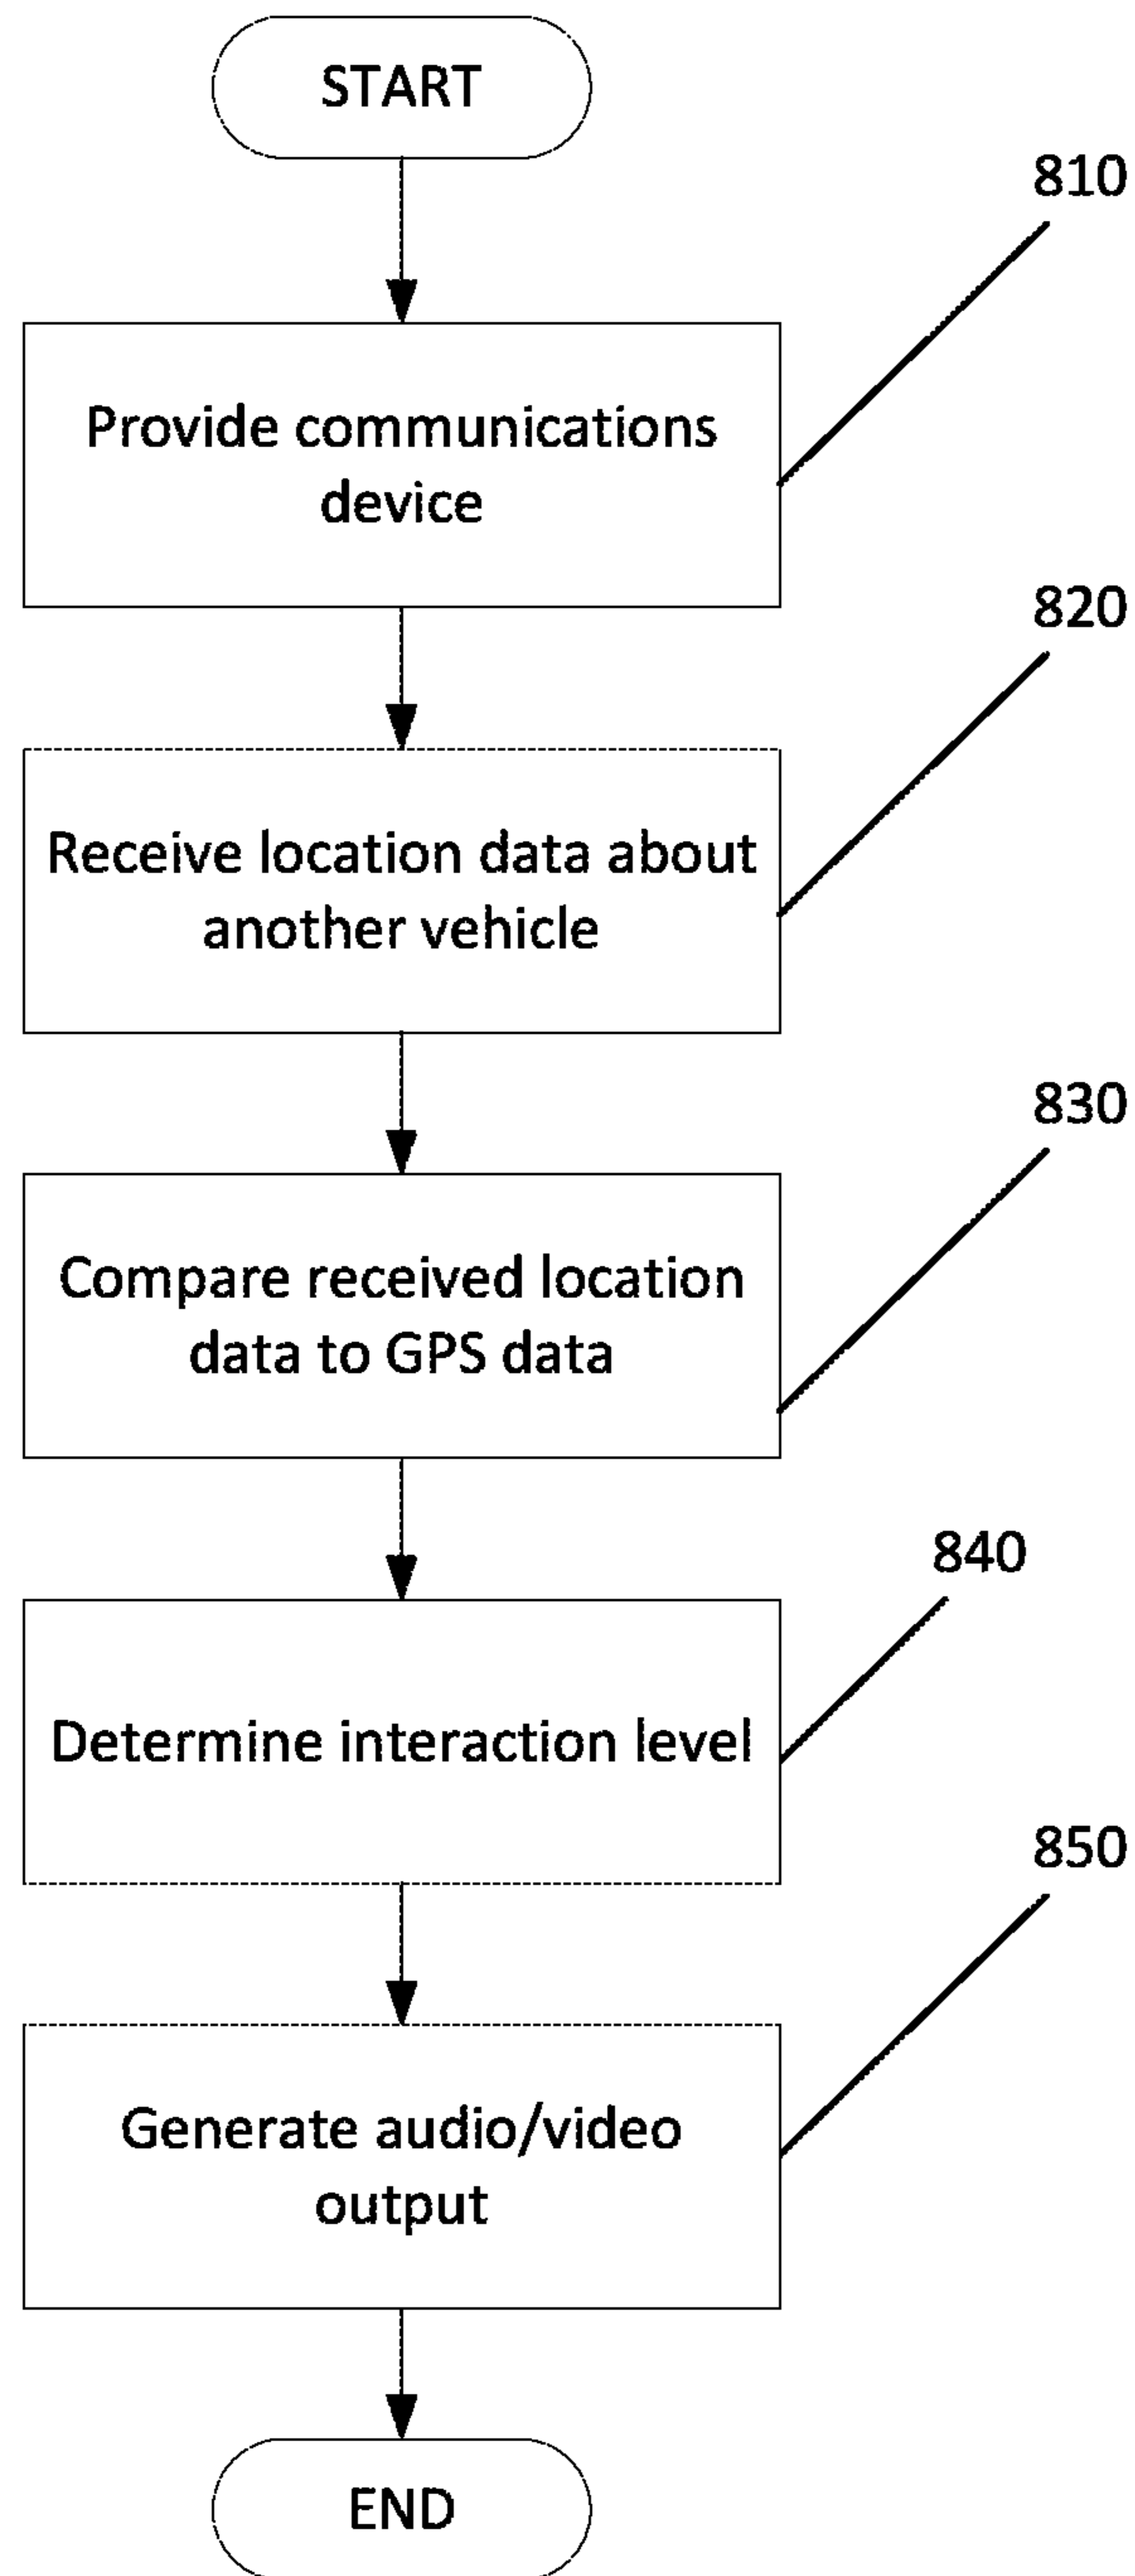 START
810
Provide communications
device
820
Receive location data about
another vehicle
830
Compare received location
data to GPS data
840
Determine interaction level
850
Generate audio/video
output
END